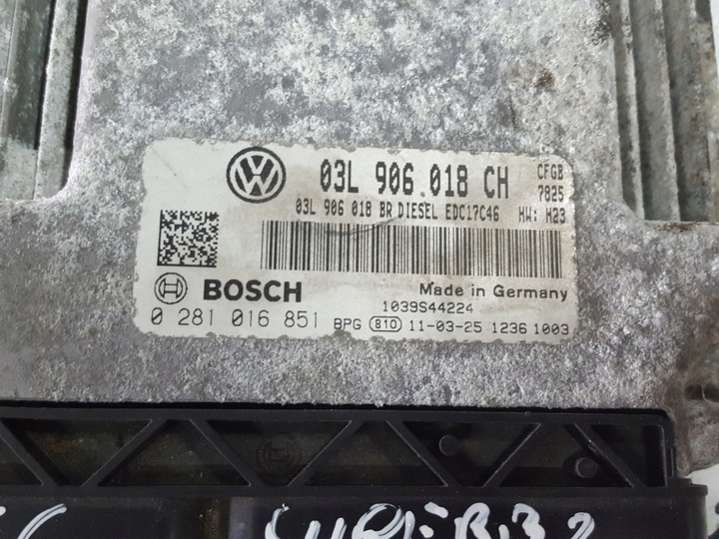 03L 906 018 CH
CFGB
7825
03L 906 018 BR DIESEL EDC17C46 HW: H23
BOSCH
Made in Germany
1039S44224
0 281 016 851 BPG 810 11-03-25 1236 1003